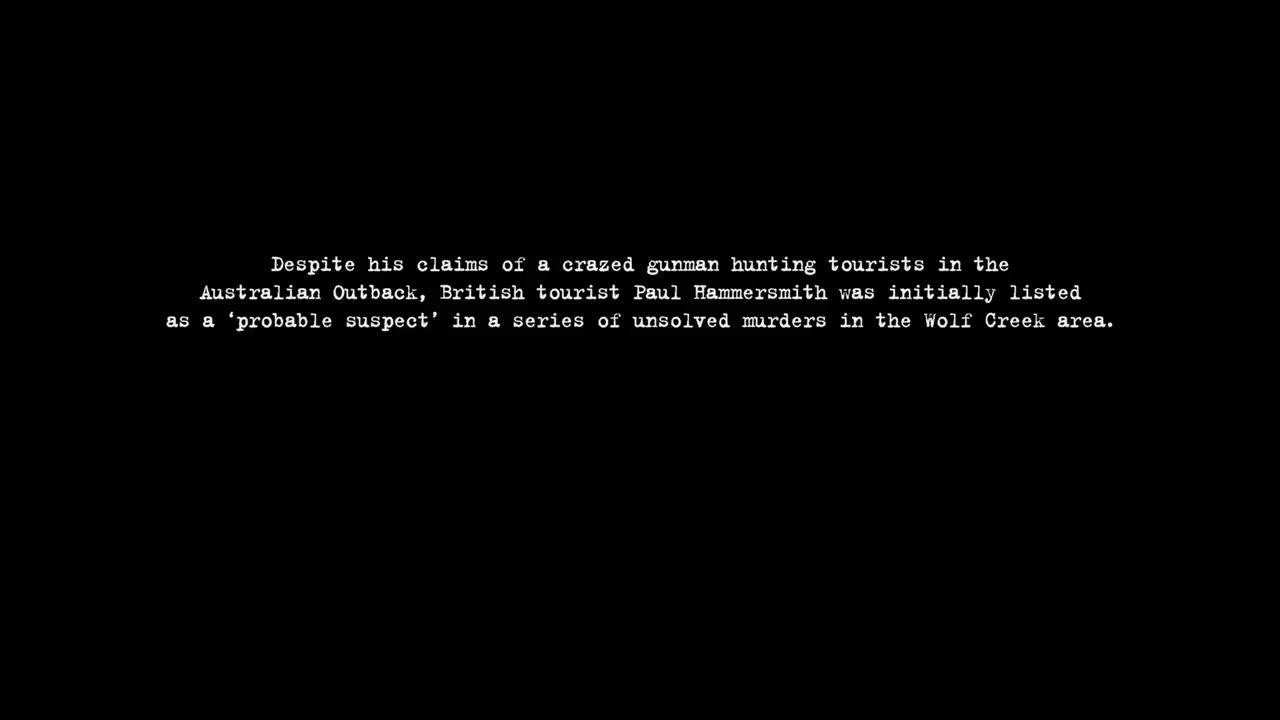 Despite his claims of a crazed gunman hunting tourists in the
Australian Outback, British tourist Paul Hammersmith was initially listed
as a ‘probable suspect’ in a series of unsolved murders in the Wolf Creek area.